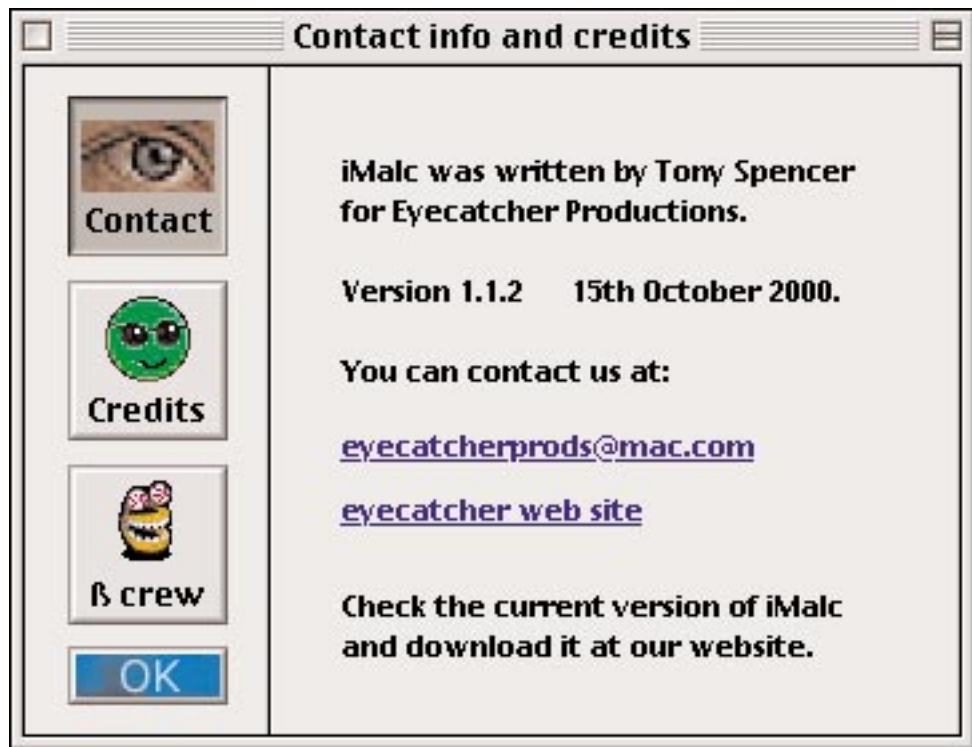 Contact info and credits
Contact
Credits
ß crew
OK
iMalc was written by Tony Spencer
for Eyecatcher Productions.
Version 1.1.2 15th October 2000.
You can contact us at:
eyecatcherprods@mac.com
eyecatcher web site
Check the current version of iMalc
and download it at our website.